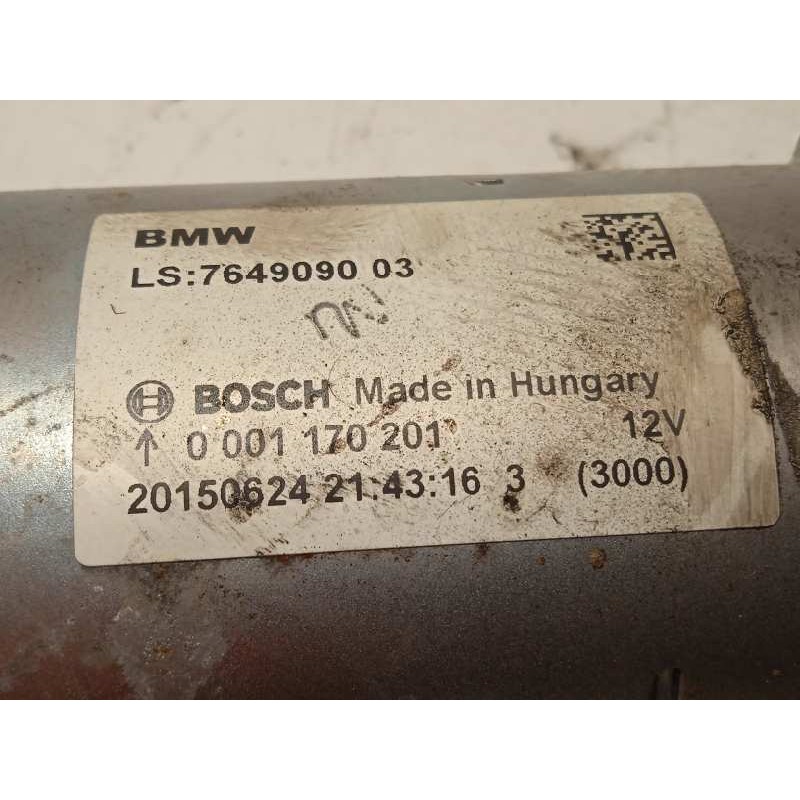 BMW
LS:7649090 03
BOSCH Made in Hungary
0 001 170 201 12V
20150624 21:43:16 3 (3000)